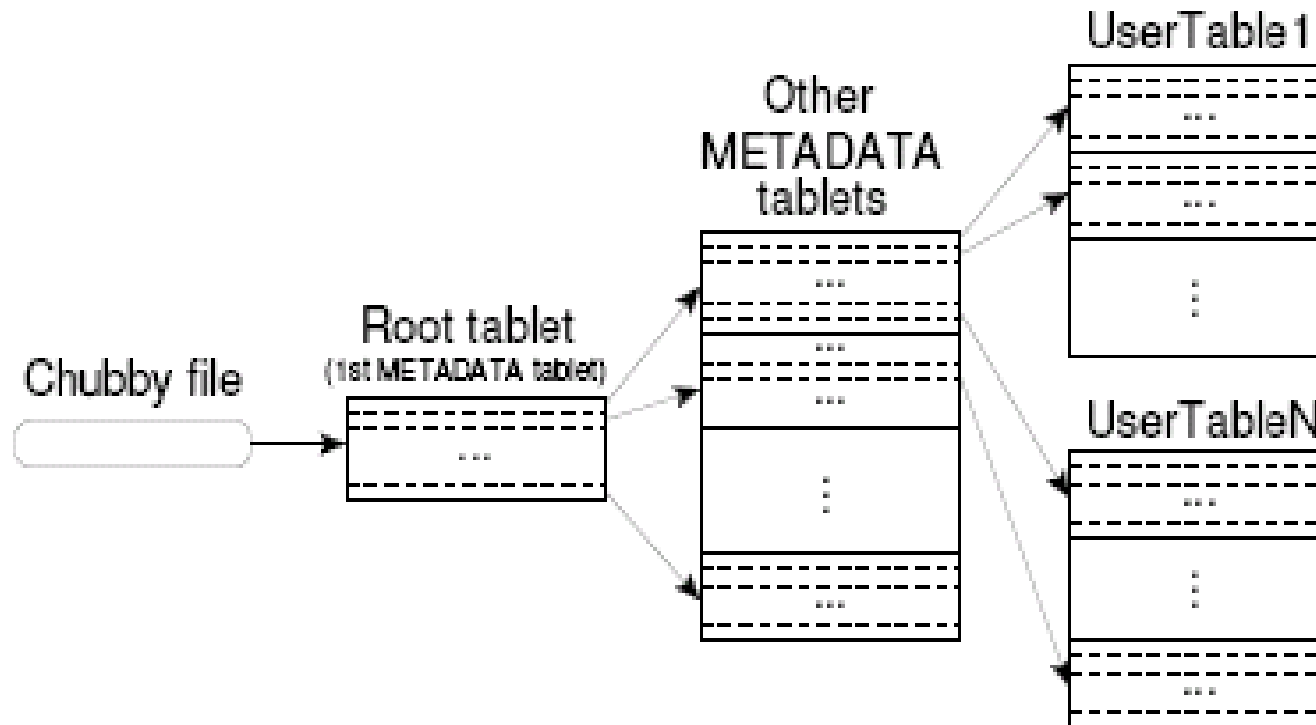 UserTable1
Other
METADATA
tablets
Root tablet
(1st METADATA tablet)
Chubby file
UserTableN
...
...
...
...
...
...
...
...
...
...
...
...